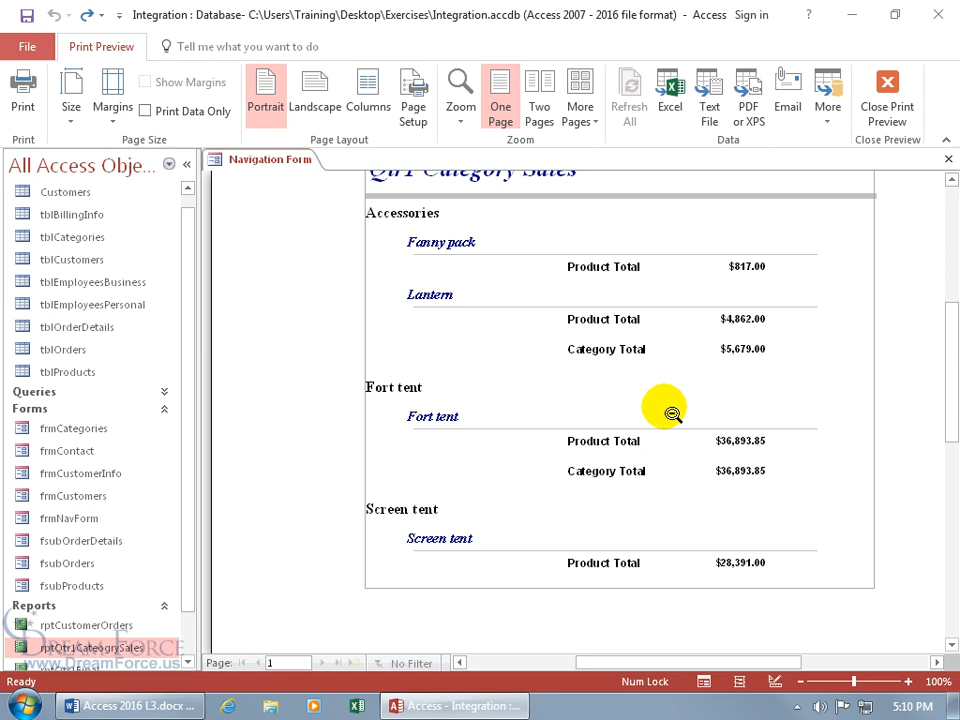 Integration : Database- C:\Users\Training\Desktop\Exercises\Integration.accdb (Access 2007 - 2016 file format) - Access Sign in ?
File Print Preview Tell me what you want to do
Print Size Margins Show Margins Print Data Only
Portrait Landscape Columns Page Setup
Zoom One Page Two Pages More Pages
Refresh All Excel Text File PDF or XPS Email More Close Print Preview
Print Page Size Page Layout Zoom Data Close Preview
All Access Obje...
Navigation Form
Customers
tblBillingInfo
tblCategories
tblCustomers
tblEmployeesBusiness
tblEmployeesPersonal
tblOrderDetails
tblOrders
tblProducts
Queries
Forms
frmCategories
frmContact
frmCustomerInfo
frmCustomers
frmNavForm
fsubOrderDetails
fsubOrders
fsubProducts
Reports
rptCustomerOrders
rptQtr1CateogrySales
DREAM FORCE
www.DreamForce.us
Qtr1 Category Sales
Accessories
Fanny pack
Product Total $817.00
Lantern
Product Total $4,862.00
Category Total $5,679.00
Fort tent
Fort tent
Product Total $36,893.85
Category Total $36,893.85
Screen tent
Screen tent
Product Total $28,391.00
Page: 1 No Filter
Ready Num Lock 100%
Access 2016 L3.docx ... Access - Integration :... 5:10 PM